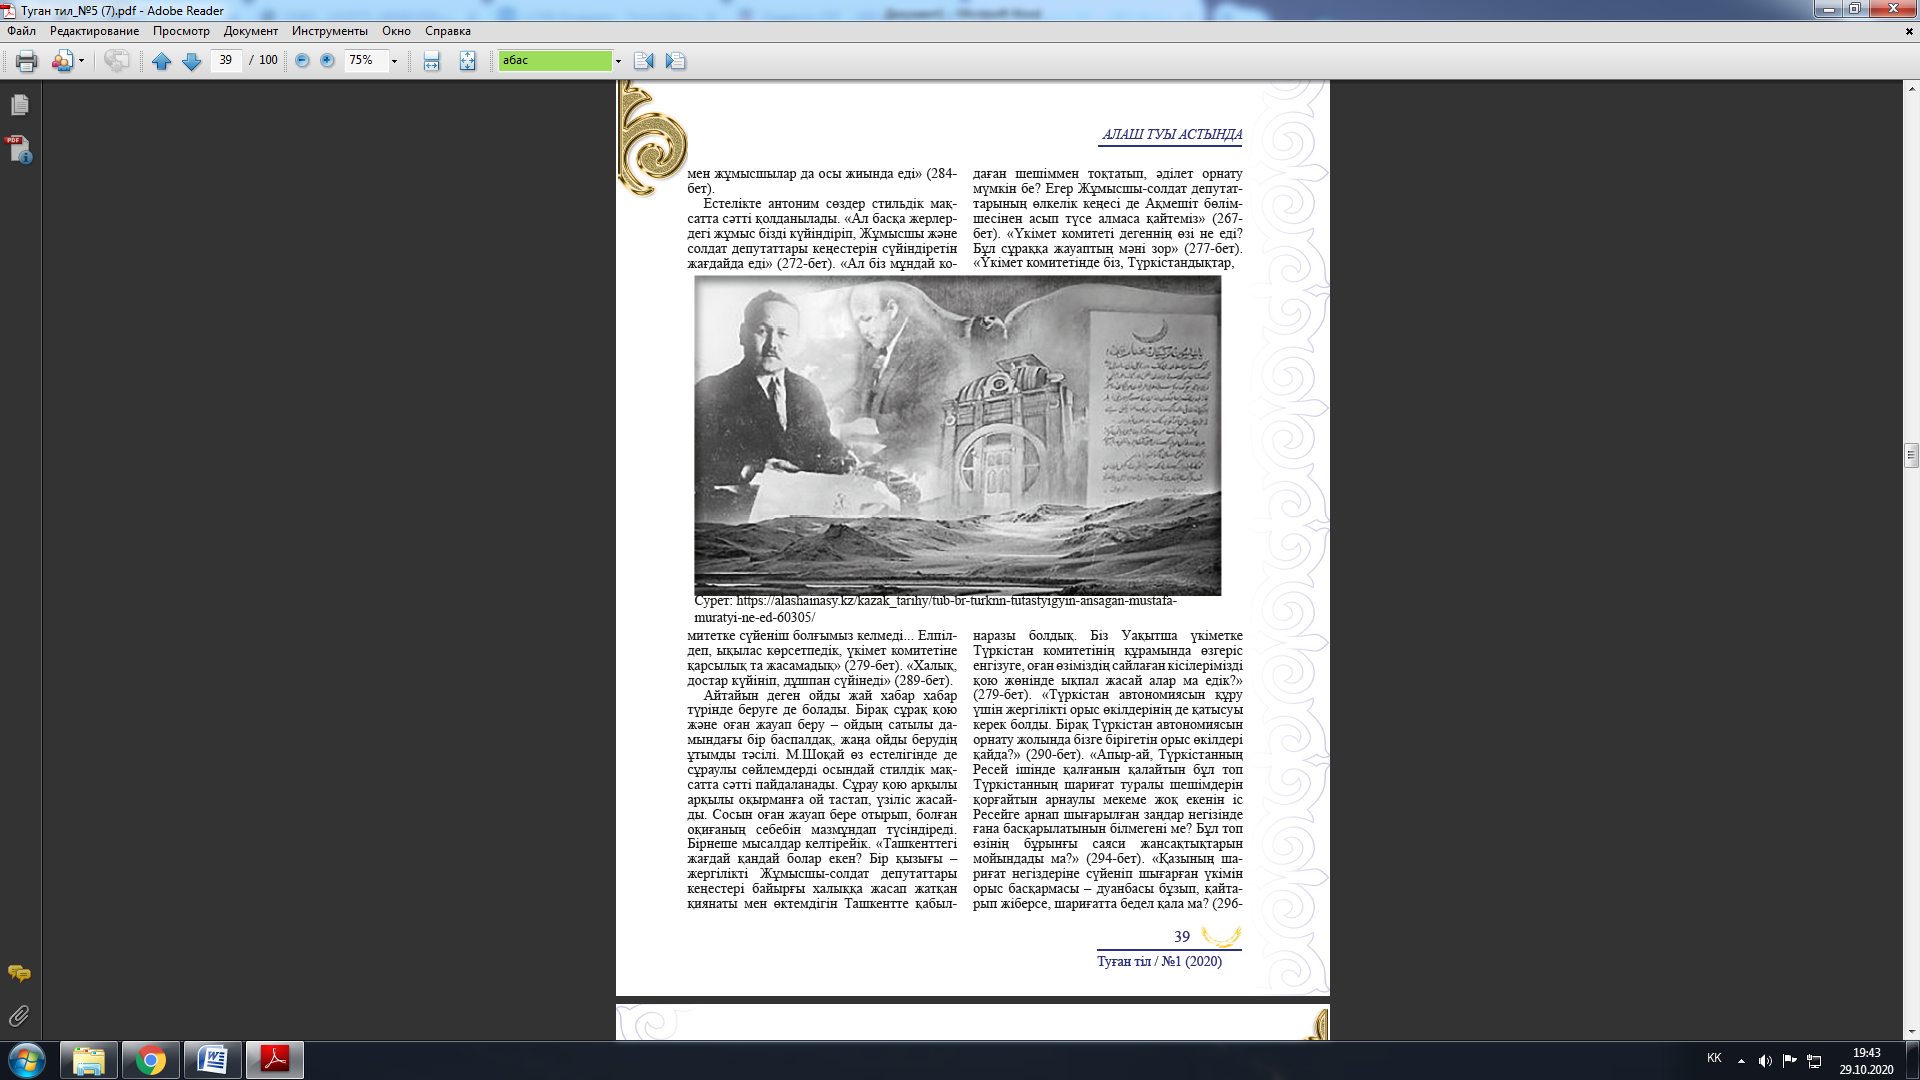 Туған тил_№5 (7).pdf - Adobe Reader
Файл Редактирование Просмотр Документ Инструменты Окно Справка
39 / 100 75% абас
АЛАШ ТУЫ АСТЫНДА
мен жұмысшылар да осы жиында еді» (284-
бет).
Естелікте антоним сөздер стильдік мақ-
сатта сәтті қолданылады. «Ал басқа жерлер-
дегі жұмыс бізді күйіндіріп, Жұмысшы және
солдат депутаттары кеңестерін сүйіндіретін
жағдайда еді» (272-бет). «Ал біз мұндай ко-
даған шешіммен тоқтатып, әділет орнату
мүмкін бе? Егер Жұмысшы-солдат депутат-
тарының өлкелік кеңесі де Ақмешіт бөлім-
шесінен асып түсе алмаса қайтеміз» (267-
бет). «Үкімет комитеті дегеннің өзі не еді?
Бұл сұраққа жауаптың мәні зор» (277-бет).
«Үкімет комитетінде біз, Түркістандықтар,
Сурет: https://alashainasy.kz/kazak_tarihy/tub-br-turknn-tutastyigyin-ansagan-mustafa-
muratyi-ne-ed-60305/
митетке сүйеніш болғымыз келмеді... Елпіл-
деп, ықылас көрсетпедік, үкімет комитетіне
қарсылық та жасамадық» (279-бет). «Халық,
достар күйініп, дұшпан сүйінеді» (289-бет).
Айтайын деген ойды жай хабар хабар
түрінде беруге де болады. Бірақ сұрақ қою
және оған жауап беру – ойдың сатылы да-
мындағы бір баспалдақ, жаңа ойды берудің
ұтымды тәсілі. М.Шоқай өз естелігінде де
сұраулы сөйлемдерді осындай стилдік мақ-
сатта сәтті пайдаланады. Сұрау қою арқылы
арқылы оқырманға ой тастап, үзіліс жасай-
ды. Сосын оған жауап бере отырып, болған
оқиғаның себебін мазмұндап түсіндіреді.
Бірнеше мысалдар келтірейік. «Ташкенттегі
жағдай қандай болар екен? Бір қызығы –
жергілікті Жұмысшы-солдат депутаттары
кеңестері байырғы халыққа жасап жатқан
қиянаты мен өктемдігін Ташкентте қабыл-
наразы болдық. Біз Уақытша үкіметке
Түркістан комитетінің құрамында өзгеріс
енгізуге, оған өзіміздің сайлаған кісілерімізді
қою жөнінде ықпал жасай алар ма едік?»
(279-бет). «Түркістан автономиясын құру
үшін жергілікті орыс өкілдерінің де қатысуы
керек болды. Бірақ Түркістан автономиясын
орнату жолында бізге бірігетін орыс өкілдері
қайда?» (290-бет). «Апыр-ай, Түркістанның
Ресей ішінде қалғанын қалайтын бұл топ
Түркістанның шариғат туралы шешімдерін
қорғайтын арнаулы мекеме жоқ екенін іс
Ресейге арнап шығарылған заңдар негізінде
ғана басқарылатынын білмегені ме? Бұл топ
өзінің бұрынғы саяси жансақтықтарын
мойындады ма?» (294-бет). «Қазының ша-
риғат негіздеріне сүйеніп шығарған үкімін
орыс басқармасы – дуанбасы бұзып, қайта-
рып жіберсе, шариғатта бедел қала ма? (296-
39
Туған тіл / №1 (2020)
KK 19:43
29.10.2020